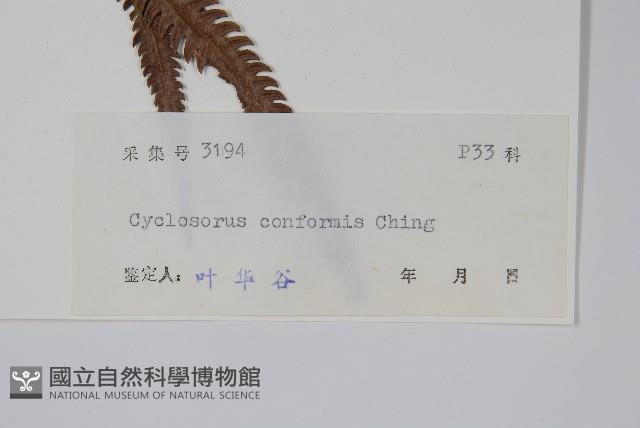 采集号 3194 P33 科
Cyclosorus conformis Ching
鉴定人: 叶华谷 年 月 日
國立自然科學博物館
NATIONAL MUSEUM OF NATURAL SCIENCE